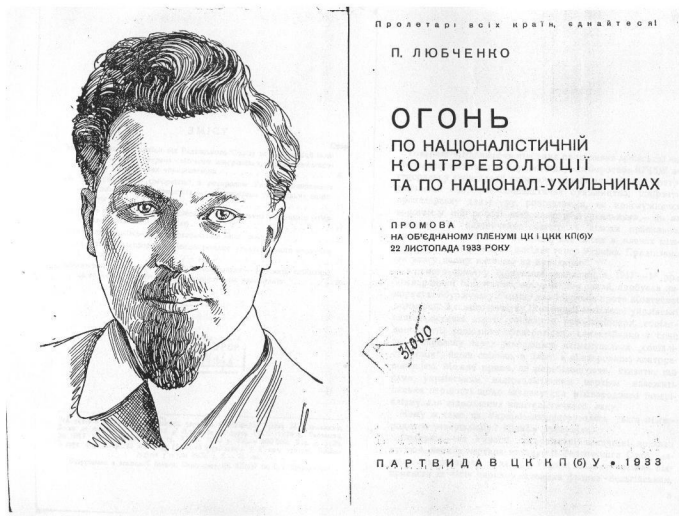 Пролетарі всіх країн, єднайтеся!
П. ЛЮБЧЕНКО
ОГОНЬ
ПО НАЦІОНАЛІСТИЧНІЙ
КОНТРРЕВОЛЮЦІЇ
ТА ПО НАЦІОНАЛ-УХИЛЬНИКАХ
ПРОМОВА
НА ОБ'ЄДНАНОМУ ПЛЕНУМІ ЦК І ЦКК КП(б)У
22 ЛИСТОПАДА 1933 РОКУ
31000
ПАРТВИДАВ ЦК КП(б)У • 1933